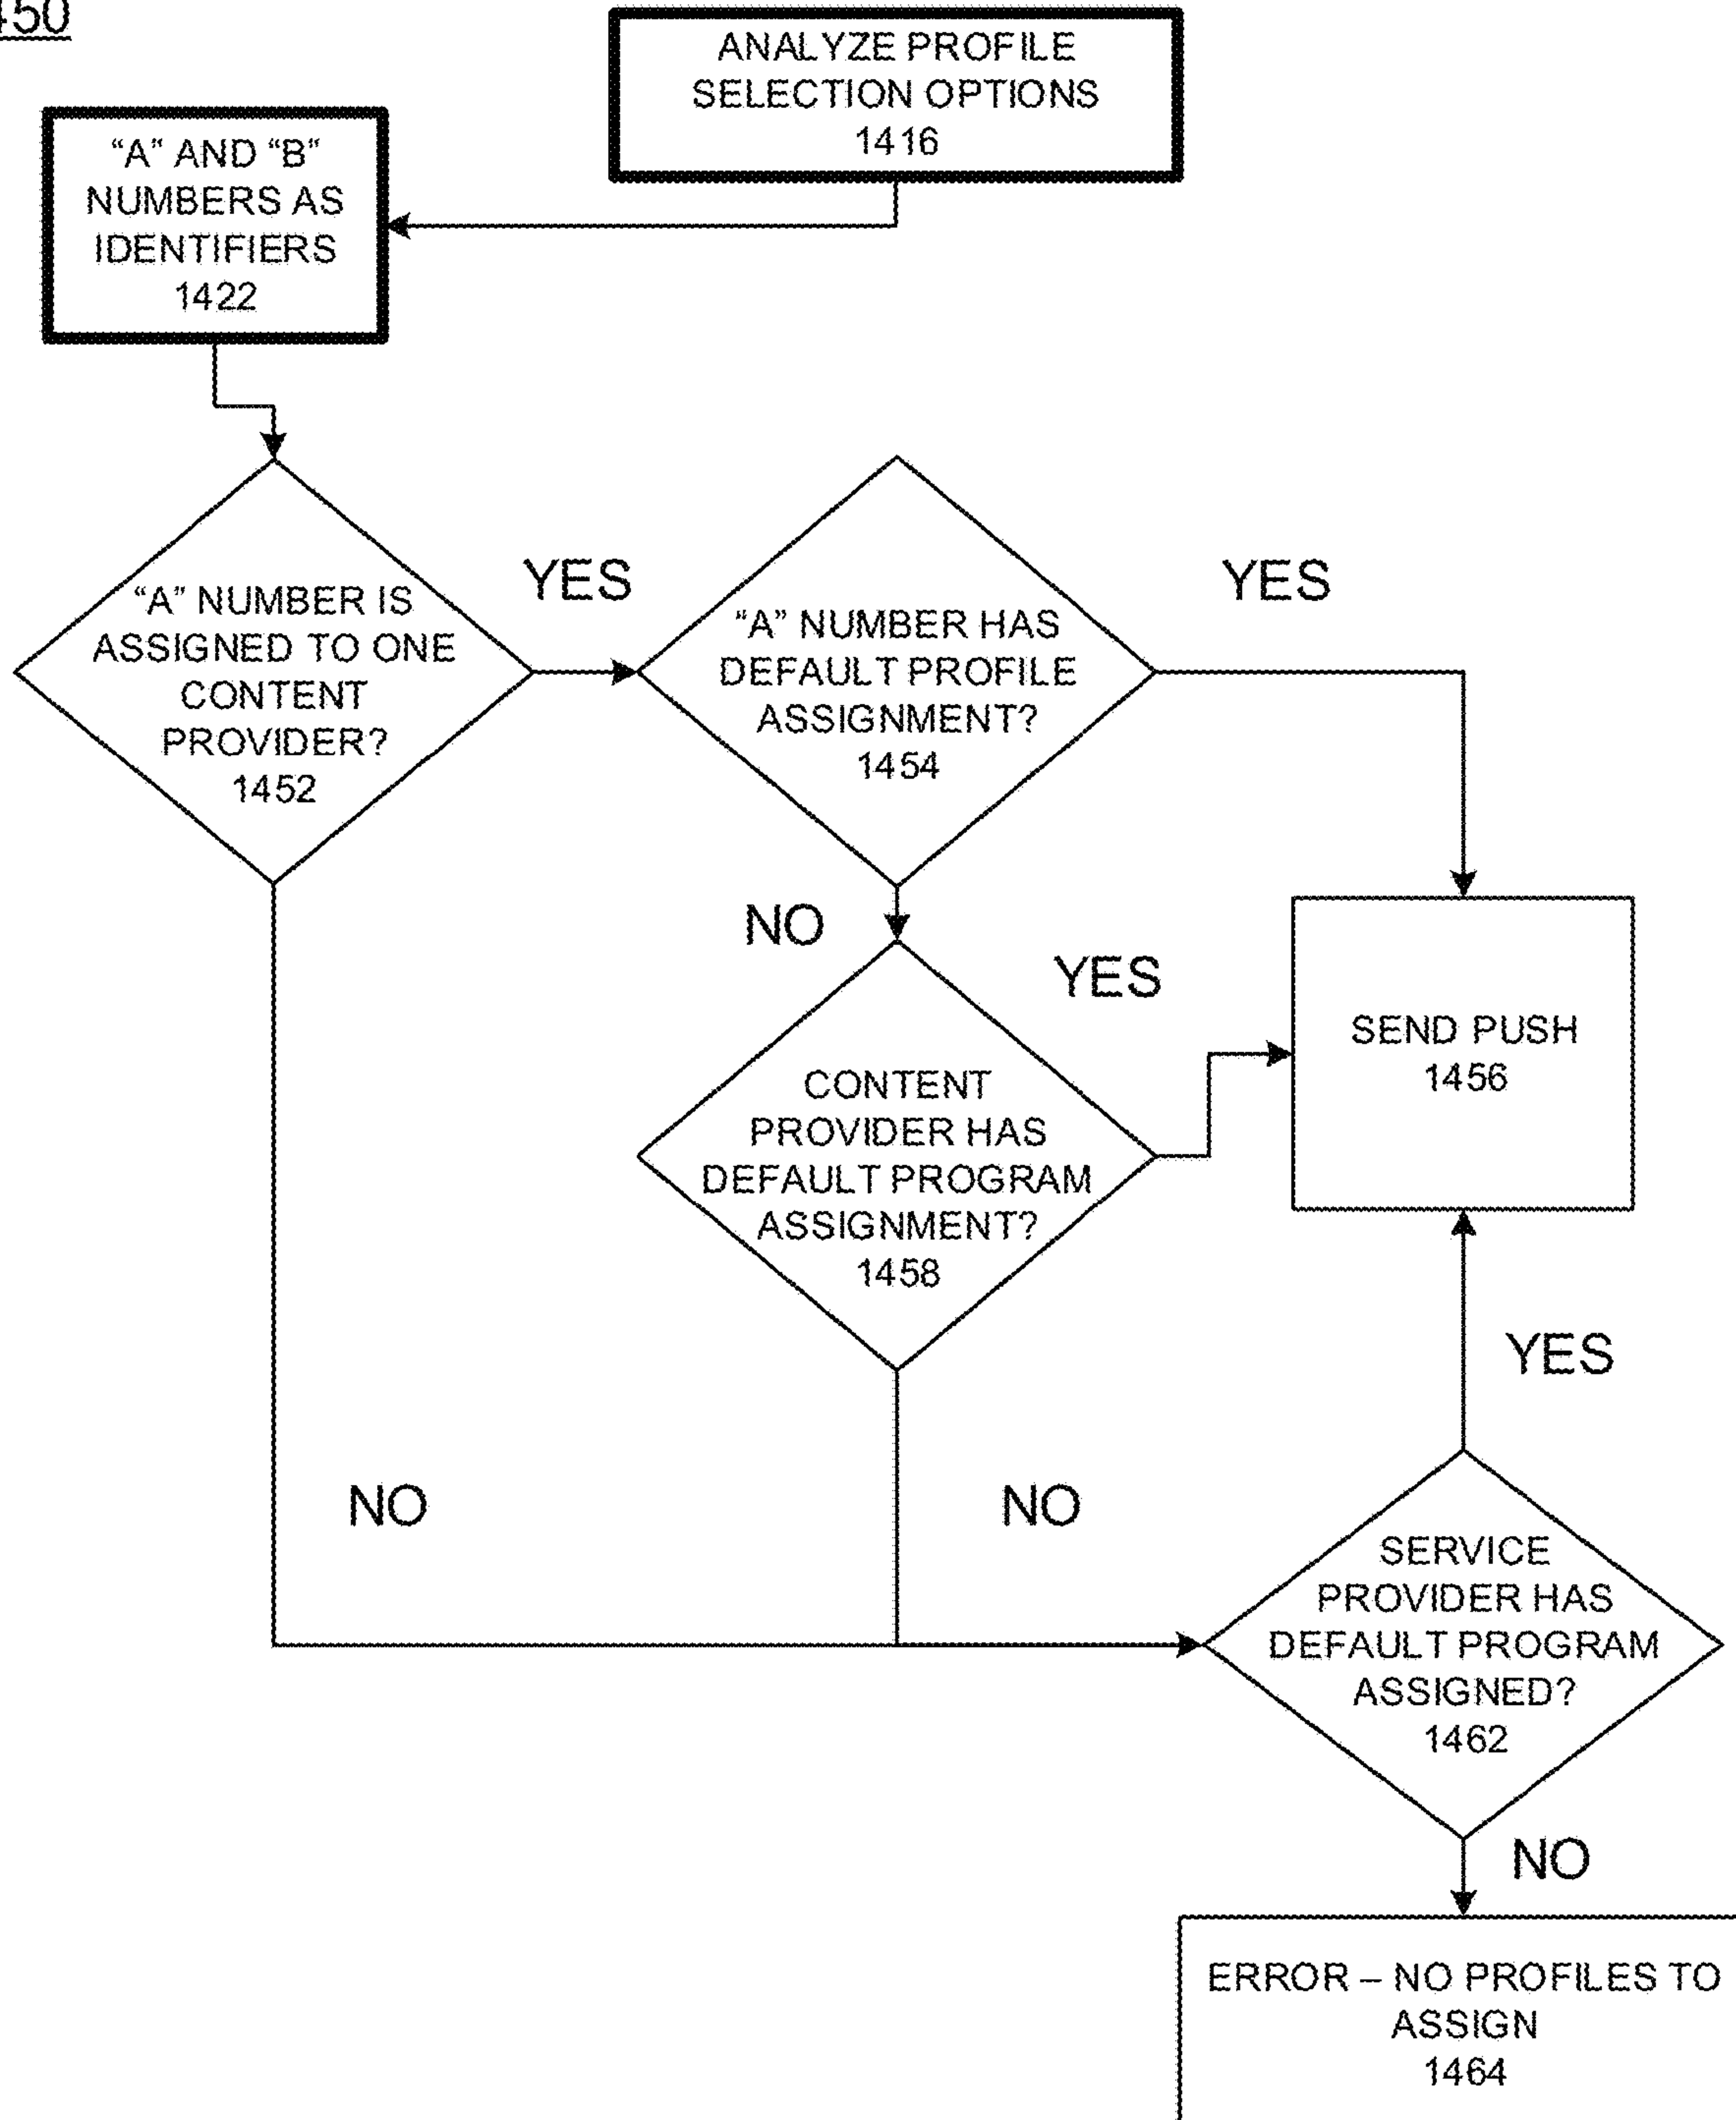 450
ANALYZE PROFILE
SELECTION OPTIONS
1416
“A” AND “B”
NUMBERS AS
IDENTIFIERS
1422
“A” NUMBER IS
ASSIGNED TO ONE
CONTENT
PROVIDER?
1452
YES
“A” NUMBER HAS
DEFAULT PROFILE
ASSIGNMENT?
1454
YES
NO
YES
CONTENT
PROVIDER HAS
DEFAULT PROGRAM
ASSIGNMENT?
1458
SEND PUSH
1456
YES
NO
NO
SERVICE
PROVIDER HAS
DEFAULT PROGRAM
ASSIGNED?
1462
NO
ERROR – NO PROFILES TO
ASSIGN
1464